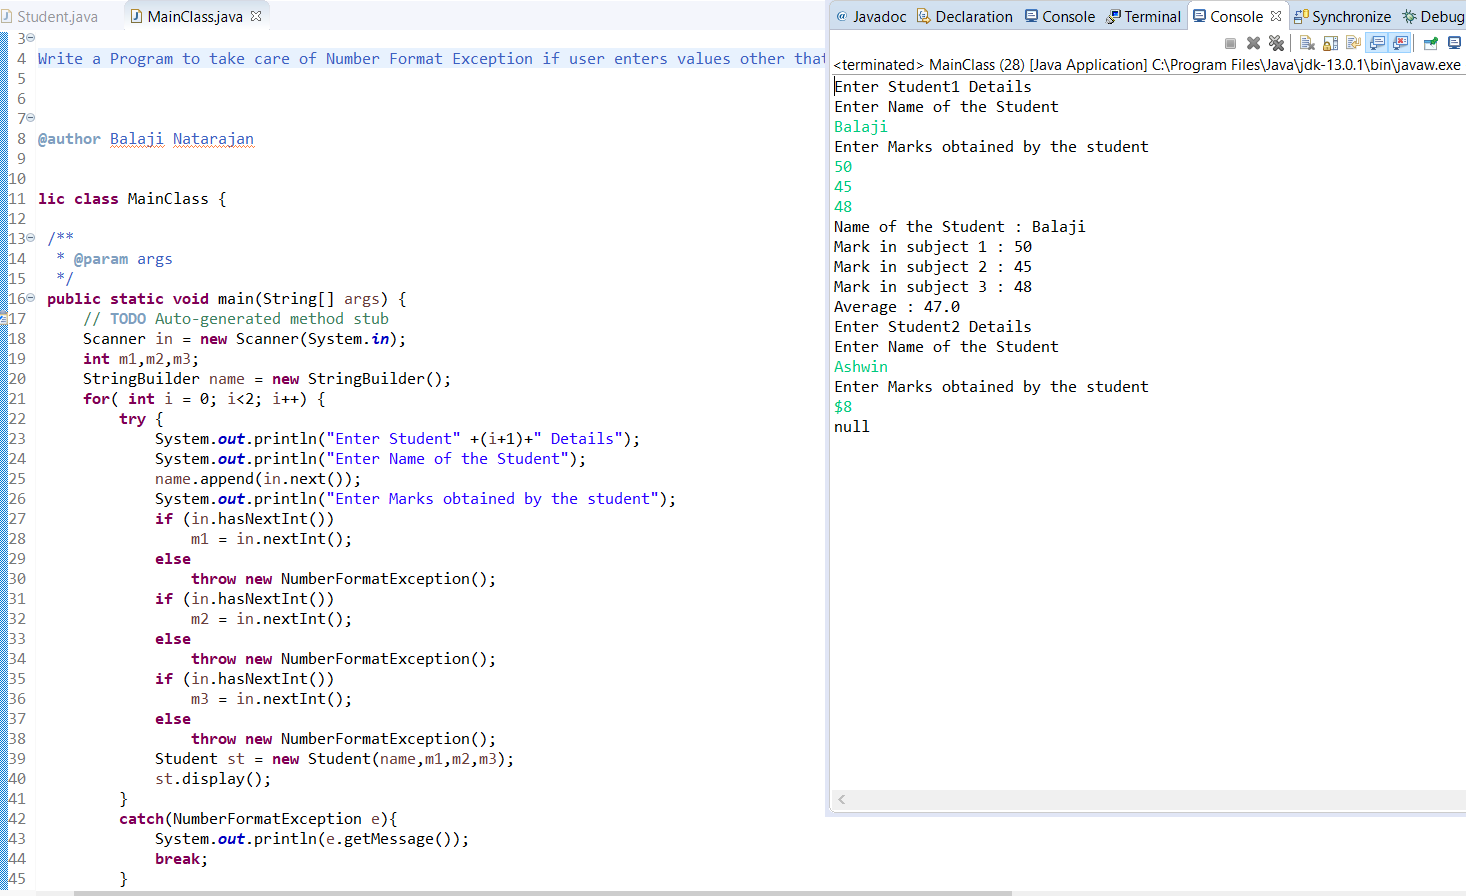 Student.java MainClass.java
3
4 Write a Program to take care of Number Format Exception if user enters values other that
5
6
7
8 @author Balaji Natarajan
9
10
11 lic class MainClass {
12
13 /**
14 * @param args
15 */
16 public static void main(String[] args) {
17 // TODO Auto-generated method stub
18 Scanner in = new Scanner(System.in);
19 int m1,m2,m3;
20 StringBuilder name = new StringBuilder();
21 for( int i = 0; i<2; i++) {
22 try {
23 System.out.println("Enter Student" +(i+1)+" Details");
24 System.out.println("Enter Name of the Student");
25 name.append(in.next());
26 System.out.println("Enter Marks obtained by the student");
27 if (in.hasNextInt())
28 m1 = in.nextInt();
29 else
30 throw new NumberFormatException();
31 if (in.hasNextInt())
32 m2 = in.nextInt();
33 else
34 throw new NumberFormatException();
35 if (in.hasNextInt())
36 m3 = in.nextInt();
37 else
38 throw new NumberFormatException();
39 Student st = new Student(name,m1,m2,m3);
40 st.display();
41 }
42 catch(NumberFormatException e){
43 System.out.println(e.getMessage());
44 break;
45 }
@ Javadoc Declaration Console Terminal Console Synchronize Debug
<terminated> MainClass (28) [Java Application] C:\Program Files\Java\jdk-13.0.1\bin\javaw.exe
Enter Student1 Details
Enter Name of the Student
Balaji
Enter Marks obtained by the student
50
45
48
Name of the Student : Balaji
Mark in subject 1 : 50
Mark in subject 2 : 45
Mark in subject 3 : 48
Average : 47.0
Enter Student2 Details
Enter Name of the Student
Ashwin
Enter Marks obtained by the student
$8
null